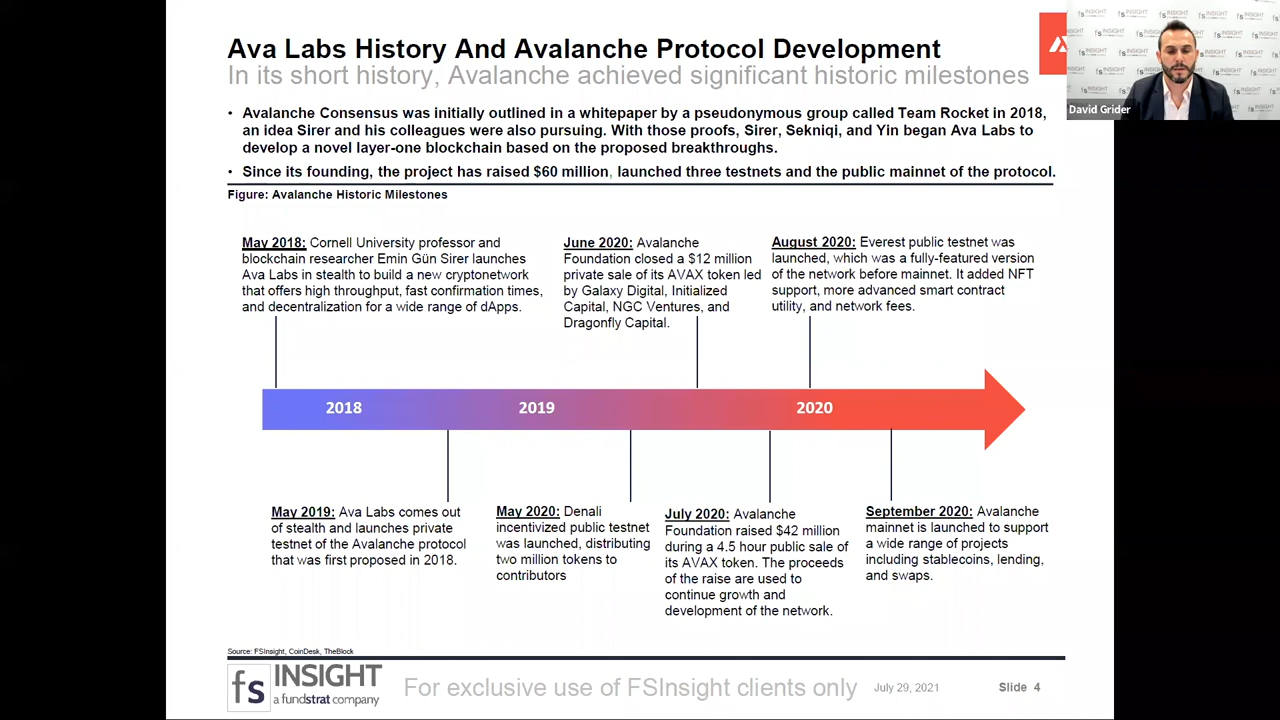 Ava Labs History And Avalanche Protocol Development
In its short history, Avalanche achieved significant historic milestones
David Grider
• Avalanche Consensus was initially outlined in a whitepaper by a pseudonymous group called Team Rocket in 2018,
an idea Sirer and his colleagues were also pursuing. With those proofs, Sirer, Sekniqi, and Yin began Ava Labs to
develop a novel layer-one blockchain based on the proposed breakthroughs.
• Since its founding, the project has raised $60 million, launched three testnets and the public mainnet of the protocol.
Figure: Avalanche Historic Milestones
May 2018: Cornell University professor and
blockchain researcher Emin Gün Sirer launches
Ava Labs in stealth to build a new cryptonetwork
that offers high throughput, fast confirmation times,
and decentralization for a wide range of dApps.
June 2020: Avalanche
Foundation closed a $12 million
private sale of its AVAX token led
by Galaxy Digital, Initialized
Capital, NGC Ventures, and
Dragonfly Capital.
August 2020: Everest public testnet was
launched, which was a fully-featured version
of the network before mainnet. It added NFT
support, more advanced smart contract
utility, and network fees.
2018 2019 2020
May 2019: Ava Labs comes out
of stealth and launches private
testnet of the Avalanche protocol
that was first proposed in 2018.
May 2020: Denali
incentivized public testnet
was launched, distributing
two million tokens to
contributors
July 2020: Avalanche
Foundation raised $42 million
during a 4.5 hour public sale of
its AVAX token. The proceeds
of the raise are used to
continue growth and
development of the network.
September 2020: Avalanche
mainnet is launched to support
a wide range of projects
including stablecoins, lending,
and swaps.
Source: FSInsight, CoinDesk, TheBlock
fs INSIGHT
a fundstrat company
For exclusive use of FSInsight clients only
July 29, 2021
Slide 4